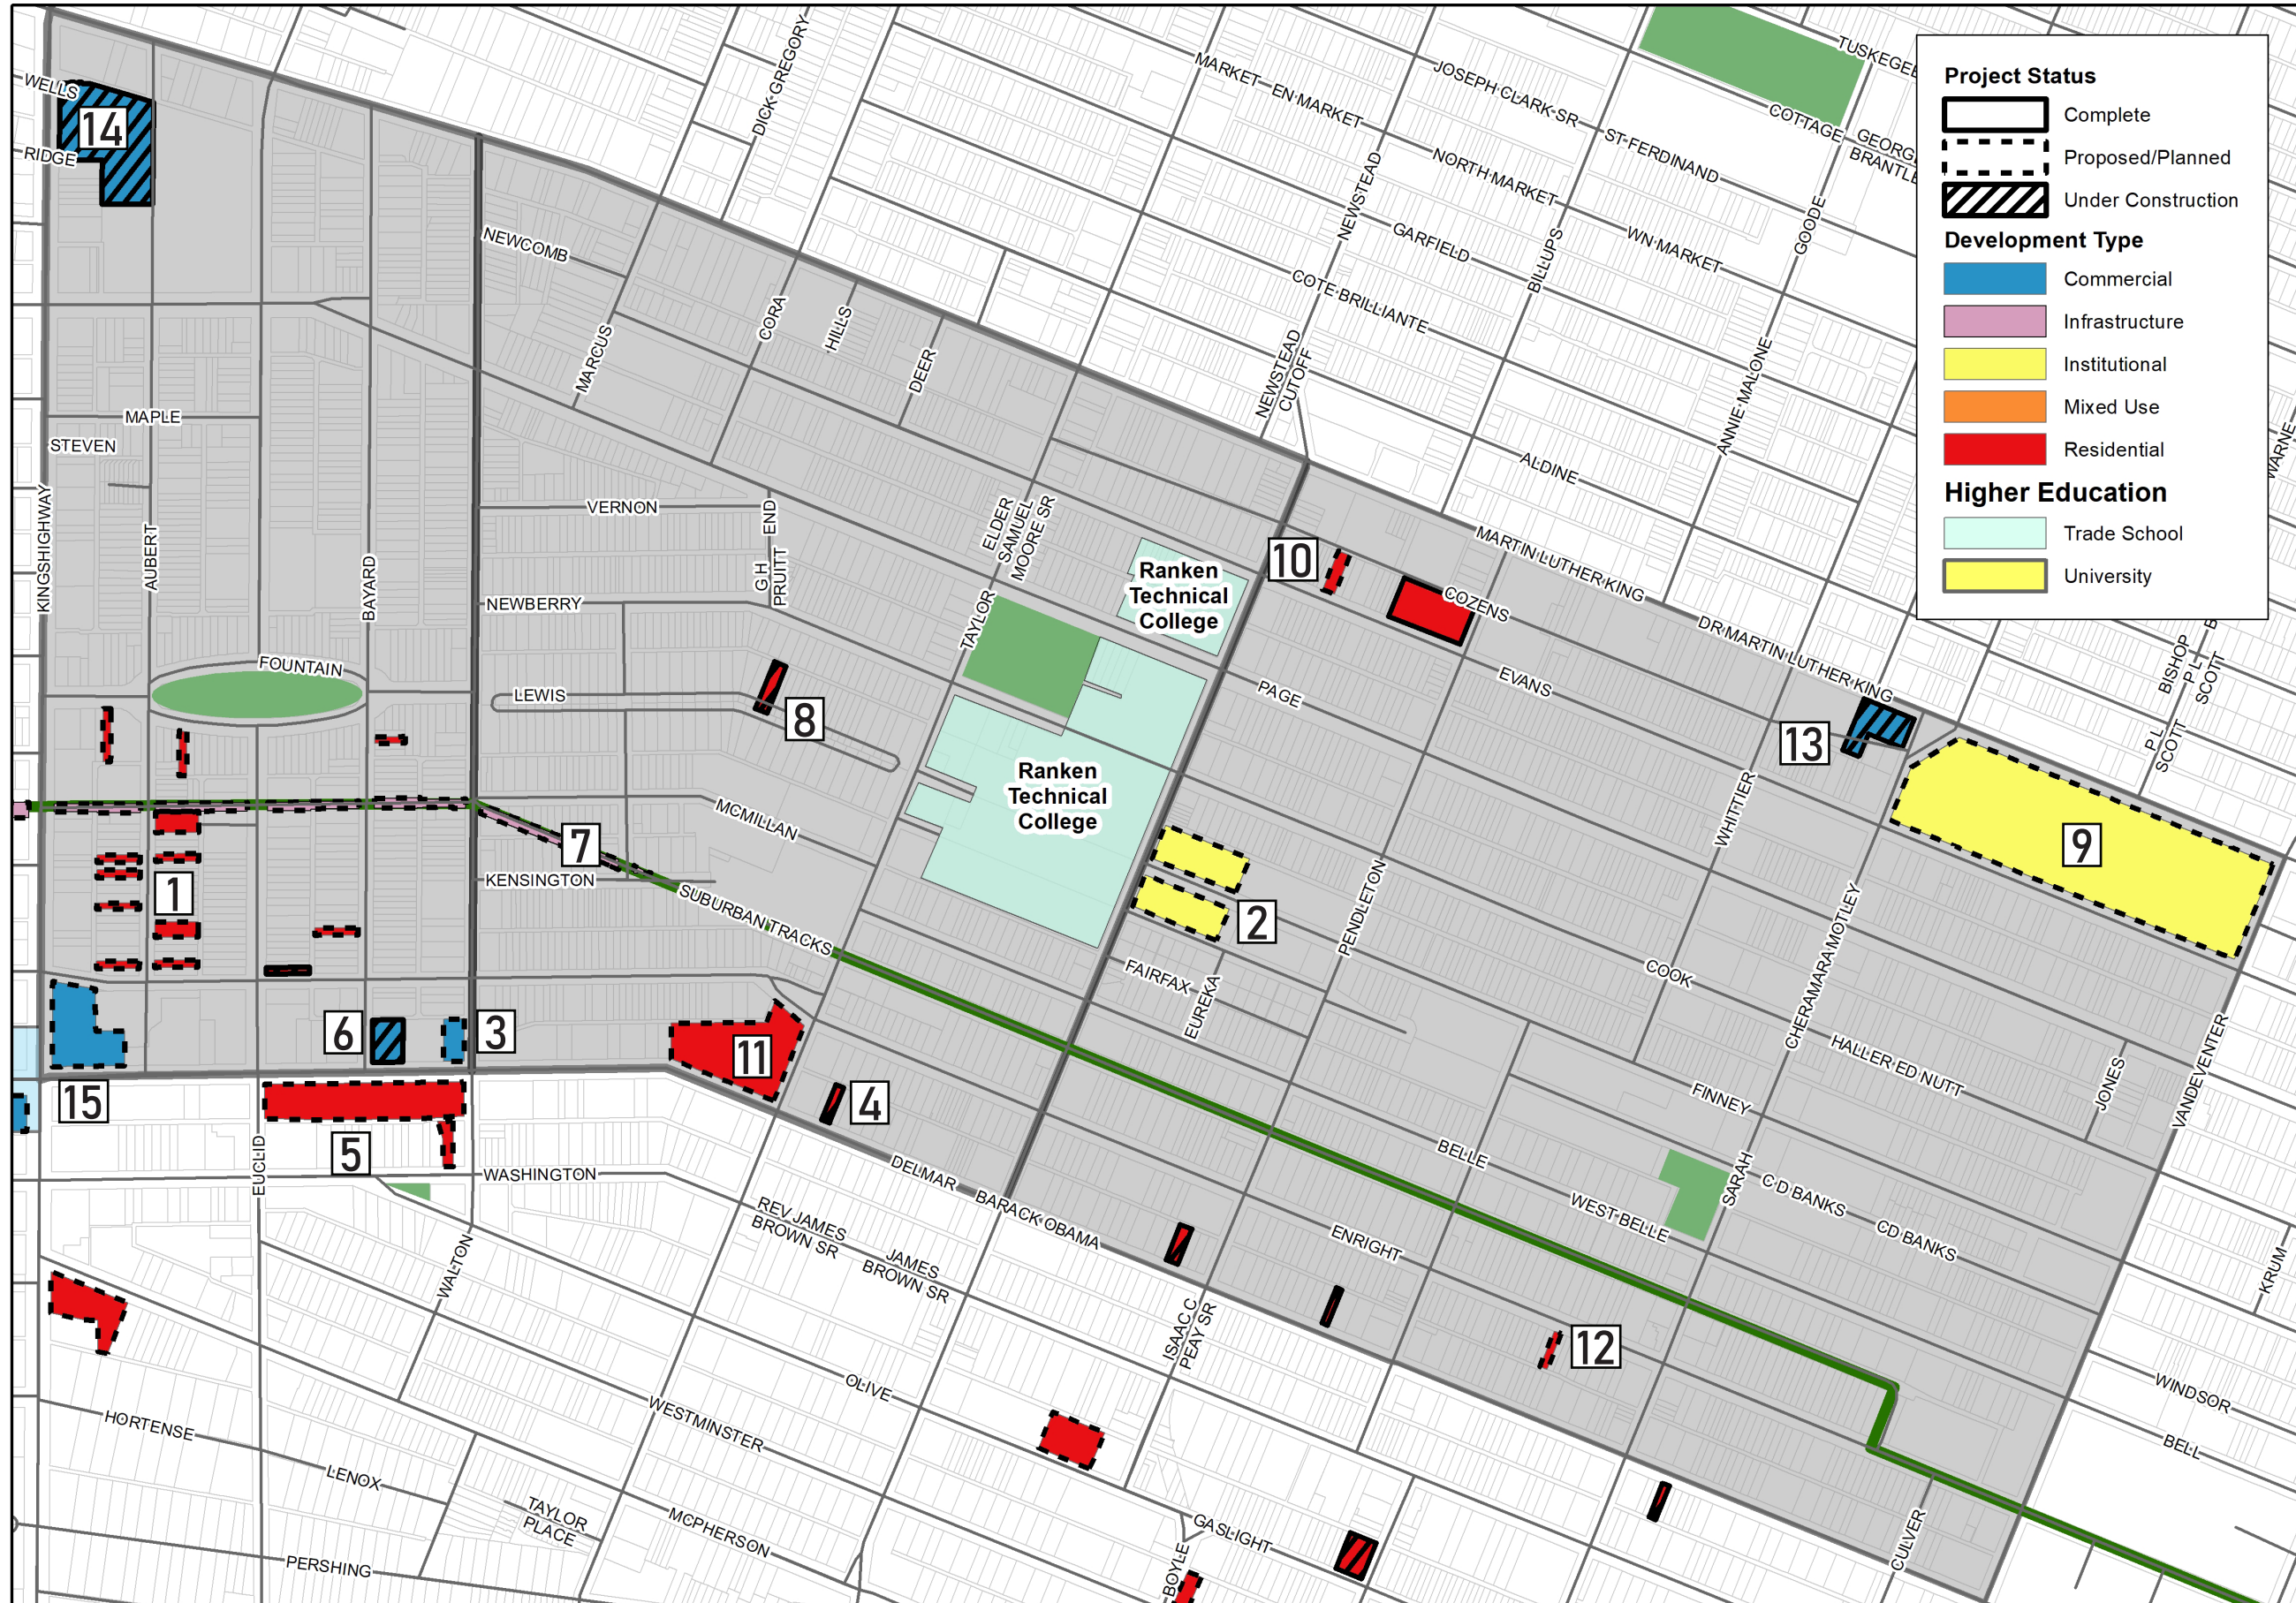 TUSKEGEE
WELLS
14
RIDGE
DICK GREGORY
MARKET
EN MARKET
JOSEPH CLARK SR
ST FERDINAND
COTTAGE
NORTH MARKET
WN MARKET
GARFIELD
COTE BRILLIANTE
NEWSTEAD
BILLUPS
GOODE
Project Status
Complete
Proposed/Planned
Under Construction
Development Type
Commercial
Infrastructure
Institutional
Mixed Use
Residential
Higher Education
Trade School
University
NEWCOMB
MARCUS
CORA
HILLS
DEER
NEWSTEAD
CUTOFF
ANNIE MALONE
WARNE
MAPLE
STEVEN
KINGSHIGHWAY
AUBERT
BAYARD
VERNON
END
G H
PRUITT
NEWBERRY
ELDER
SAMUEL
MOORE SR
TAYLOR
ALDINE
MARTIN LUTHER KING
DR MARTIN LUTHER KING
Ranken
Technical
College
10
COZENS
EVANS
PAGE
FOUNTAIN
LEWIS
8
13
BISHOP
P L
SCOTT
P L
SCOTT
Ranken
Technical
College
MCMILLAN
7
KENSINGTON
SUBURBAN TRACKS
1
2
9
WHITTIER
PENDLETON
CHERAMARAMOTLEY
COOK
FAIRFAX
EUREKA
HALLER ED NUTT
JONES
VANDEVENTER
6
3
11
15
4
5
EUCLID
WASHINGTON
FINNEY
BELLE
WEST BELLE
SARAH
C D BANKS
CD BANKS
KRUM
DELMAR
BARACK OBAMA
ENRIGHT
REV JAMES
BROWN SR
JAMES
BROWN SR
WALTON
ISAAC C
PEAY SR
12
OLIVE
WESTMINSTER
WINDSOR
BELL
HORTENSE
LENOX
TAYLOR
PLACE
MCPHERSON
PERSHING
GASLIGHT
BOYLE
CULVER